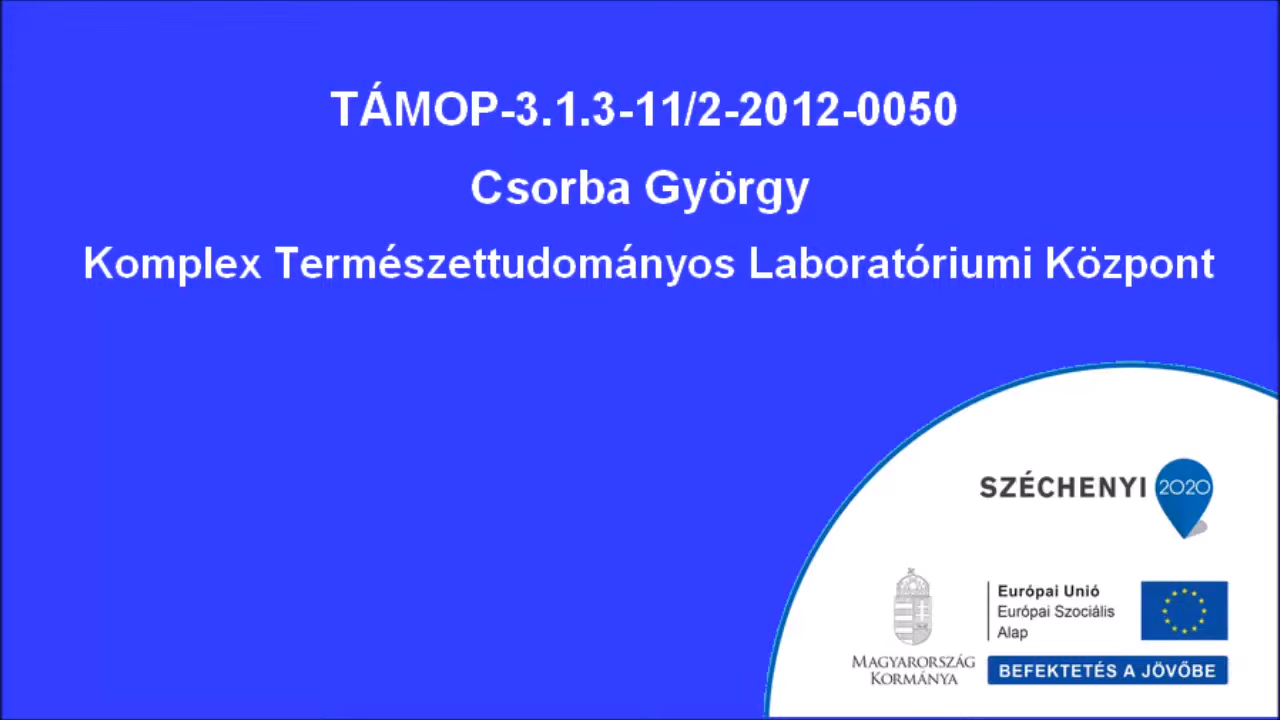 TÁMOP-3.1.3-11/2-2012-0050
Csorba György
Komplex Természettudományos Laboratóriumi Központ
SZÉCHENYI 2020
Európai Unió
Európai Szociális
Alap
MAGYARORSZÁG
KORMÁNYA
BEFEKTETÉS A JÖVŐBE